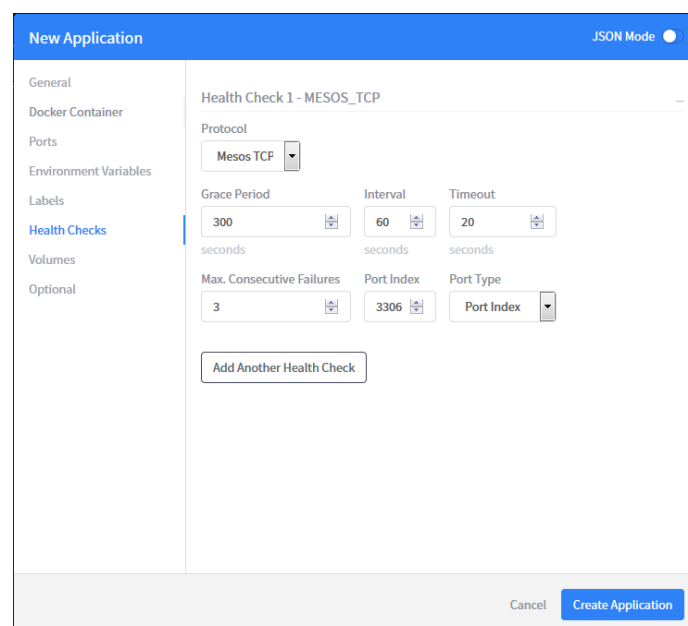 New Application
JSON Mode
General
Docker Container
Ports
Environment Variables
Labels
Health Checks
Volumes
Optional
Health Check 1 - MESOS_TCP
Protocol
Mesos TCP
Grace Period Interval Timeout
300 60 20
seconds seconds seconds
Max. Consecutive Failures Port Index Port Type
3 3306 Port Index
Add Another Health Check
Cancel Create Application